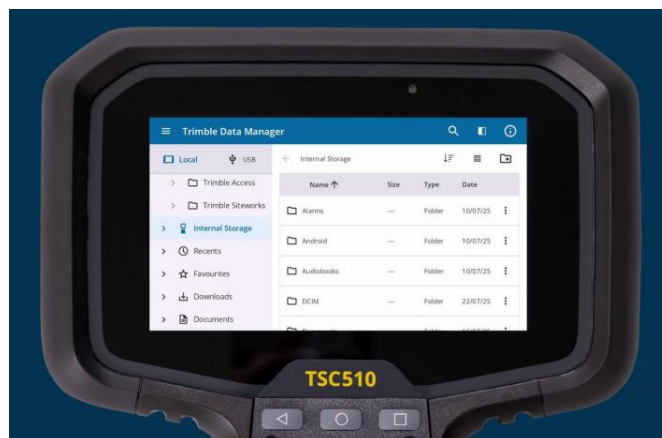 Trimble Data Manager
Local USB
Internal Storage
Trimble Access
Trimble Siteworks
Internal Storage
Recents
Favourites
Downloads
Documents
Name Size Type Date
Alarms --- Folder 10/07/25
Android --- Folder 10/07/25
Audiobooks --- Folder 10/07/25
DCIM --- Folder 22/07/25
TSC510